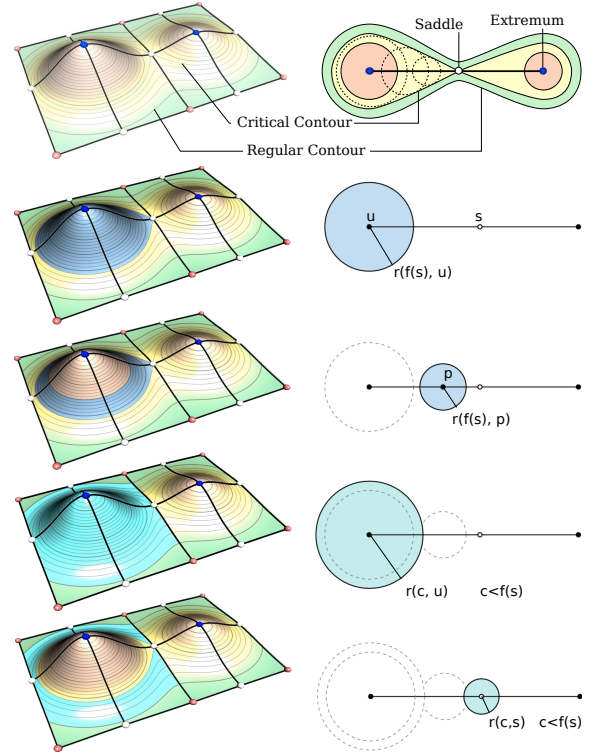 Saddle
Extremum
Critical Contour
Regular Contour
u
s
r(f(s), u)
p
r(f(s), p)
r(c, u)
c<f(s)
r(c,s)
c<f(s)